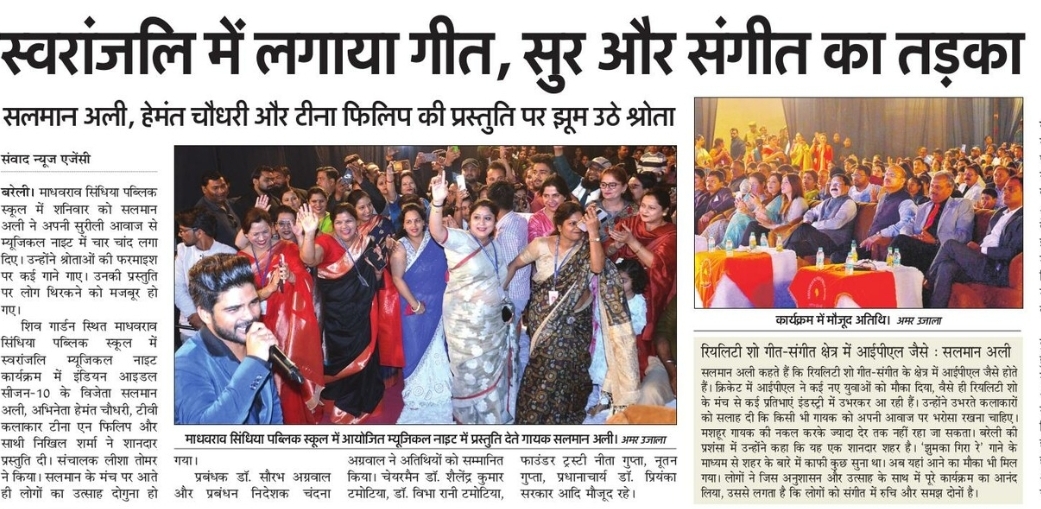 स्वरांजलि में लगाया गीत, सुर और संगीत का तड़का
सलमान अली, हेमंत चौधरी और टीना फिलिप की प्रस्तुति पर झूम उठे श्रोता
संवाद न्यूज एजेंसी
बरेली। माधवराव सिंधिया पब्लिक
स्कूल में शनिवार को सलमान
अली ने अपनी सुरीली आवाज से
म्यूजिकल नाइट में चार चांद लगा
दिए। उन्होंने श्रोताओं की फरमाइश
पर कई गाने गाए। उनकी प्रस्तुति
पर लोग थिरकने को मजबूर हो
गए।
शिव गार्डन स्थित माधवराव
सिंधिया पब्लिक स्कूल में
स्वरांजलि म्यूजिकल नाइट
कार्यक्रम में इंडियन आइडल
सीजन-10 के विजेता सलमान
अली, अभिनेता हेमंत चौधरी, टीवी
कलाकार टीना एन फिलिप और
साथी निखिल शर्मा ने शानदार
प्रस्तुति दी। संचालक लीशा तोमर
ने किया। सलमान के मंच पर आते
ही लोगों का उत्साह दोगुना हो
माधवराव सिंधिया पब्लिक स्कूल में आयोजित म्यूजिकल नाइट में प्रस्तुति देते गायक सलमान अली। अमर उजाला
गया।
प्रबंधक डॉ. सौरभ अग्रवाल
और प्रबंधन निदेशक चंदना
अग्रवाल ने अतिथियों को सम्मानित
किया। चेयरमैन डॉ. शैलेंद्र कुमार
टमोटिया, डॉ. विभा रानी टमोटिया,
फाउंडर ट्रस्टी नीता गुप्ता, नूतन
गुप्ता, प्रधानाचार्य डॉ. प्रियंका
सरकार आदि मौजूद रहे।
कार्यक्रम में मौजूद अतिथि। अमर उजाला
रियलिटी शो गीत-संगीत क्षेत्र में आईपीएल जैसे : सलमान अली
सलमान अली कहते हैं कि रियलिटी शो गीत-संगीत के क्षेत्र में आईपीएल जैसे होते
हैं। क्रिकेट में आईपीएल ने कई नए युवाओं को मौका दिया, वैसे ही रियलिटी शो
के मंच से कई प्रतिभाएं इंडस्ट्री में उभरकर आ रही हैं। उन्होंने उभरते कलाकारों
को सलाह दी कि किसी भी गायक को अपनी आवाज पर भरोसा रखना चाहिए।
मशहूर गायक की नकल करके ज्यादा देर तक नहीं रहा जा सकता। बरेली की
प्रशंसा में उन्होंने कहा कि यह एक शानदार शहर है। 'झुमका गिरा रे' गाने के
माध्यम से शहर के बारे में काफी कुछ सुना था। अब यहां आने का मौका भी मिल
गया। लोगों ने जिस अनुशासन और उत्साह के साथ में पूरे कार्यक्रम का आनंद
लिया, उससे लगता है कि लोगों को संगीत में रुचि और समझ दोनों है।